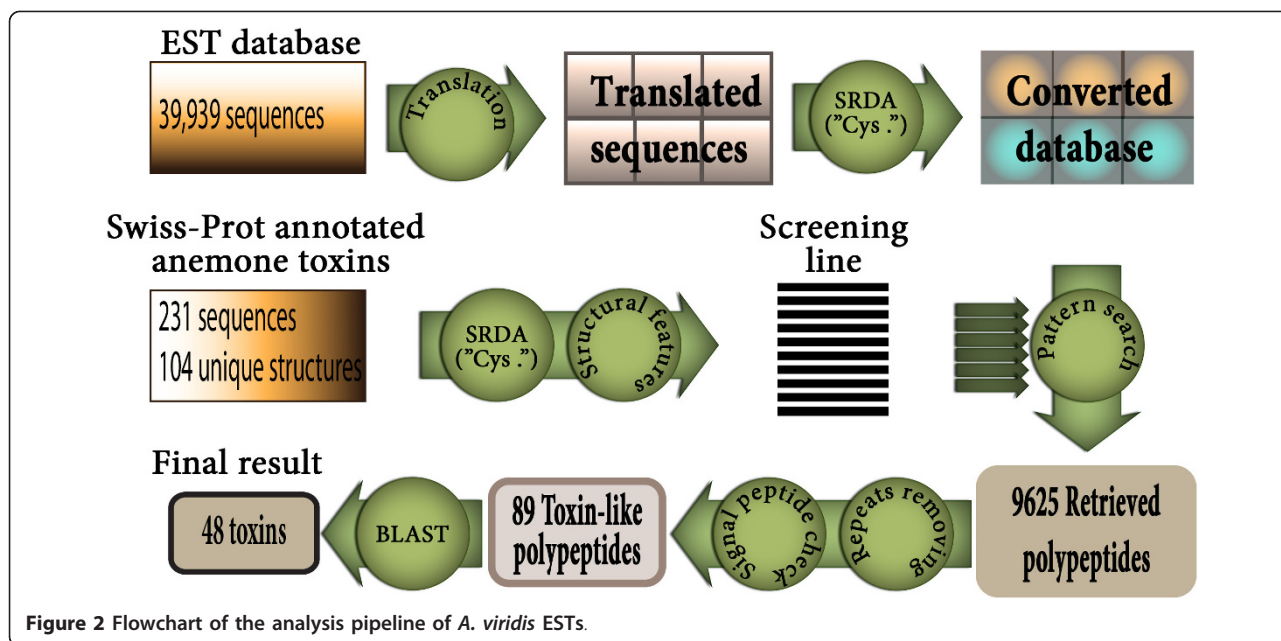 EST database
39,939 sequences
Translation
Translated
sequences
SRDA
("Cys .")
Converted
database
Swiss-Prot annotated
anemone toxins
231 sequences
104 unique structures
SRDA
("Cys .")
Structural features
Screening
line
Pattern search
Final result
48 toxins
BLAST
89 Toxin-like
polypeptides
Signal peptide check
Repeats removing
9625 Retrieved
polypeptides
Figure 2 Flowchart of the analysis pipeline of A. viridis ESTs.